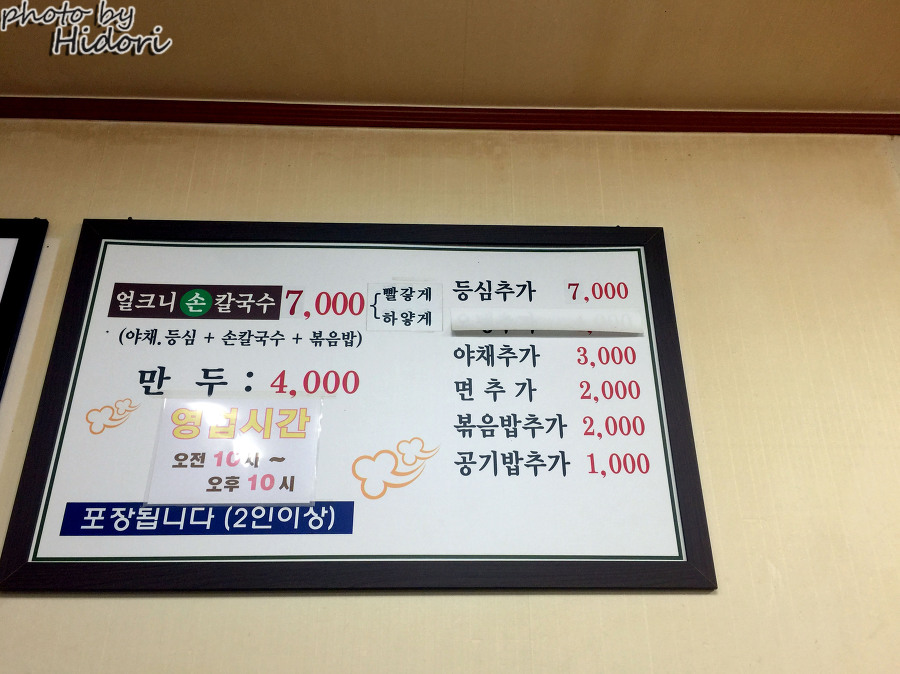 photo by
Hidori
얼크니 손 칼국수 7,000 { 빨갛게
하얗게
(야채.등심 + 손칼국수 + 볶음밥)
만 두 : 4,000
영업시간
오전 10시 ~
오후 10시
포장됩니다 (2인이상)
등심추가 7,000
야채추가 3,000
면 추 가 2,000
볶음밥추가 2,000
공기밥추가 1,000